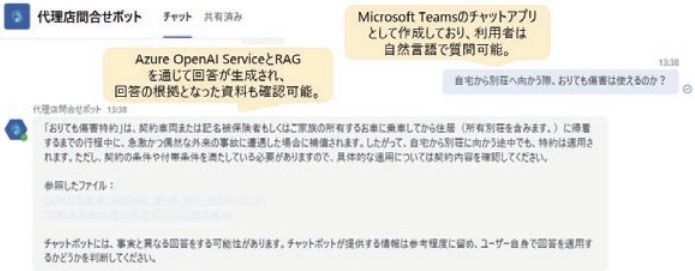 代理店問合せボット チャット 共有済み
Microsoft Teamsのチャットアプリ
として作成しており、利用者は
自然言語で質問可能。
Azure OpenAI ServiceとRAG
を通じて回答が生成され、
回答の根拠となった資料も確認可能。
13:38
自宅から別荘へ向かう際、おりても傷害は使えるのか？
代理店問合せボット 13:38
「おりても傷害特約」は、契約車両または記名被保険者もしくはご家族の所有するお車に乗車してから住居（所有別荘を含みます。）に帰着
するまでの行程中に、急激かつ偶然な外来の事故に遭遇した場合に補償されます。したがって、自宅から別荘に向かう途中でも、特約は適用さ
れます。ただし、契約の条件や付帯条件を満たしている必要がありますので、具体的な適用については契約内容を確認してください。
参照したファイル：
チャットボットには、事実と異なる回答をする可能性があります。チャットボットが提供する情報は参考程度に留め、ユーザー自身で回答を適用す
るかどうかを判断してください。